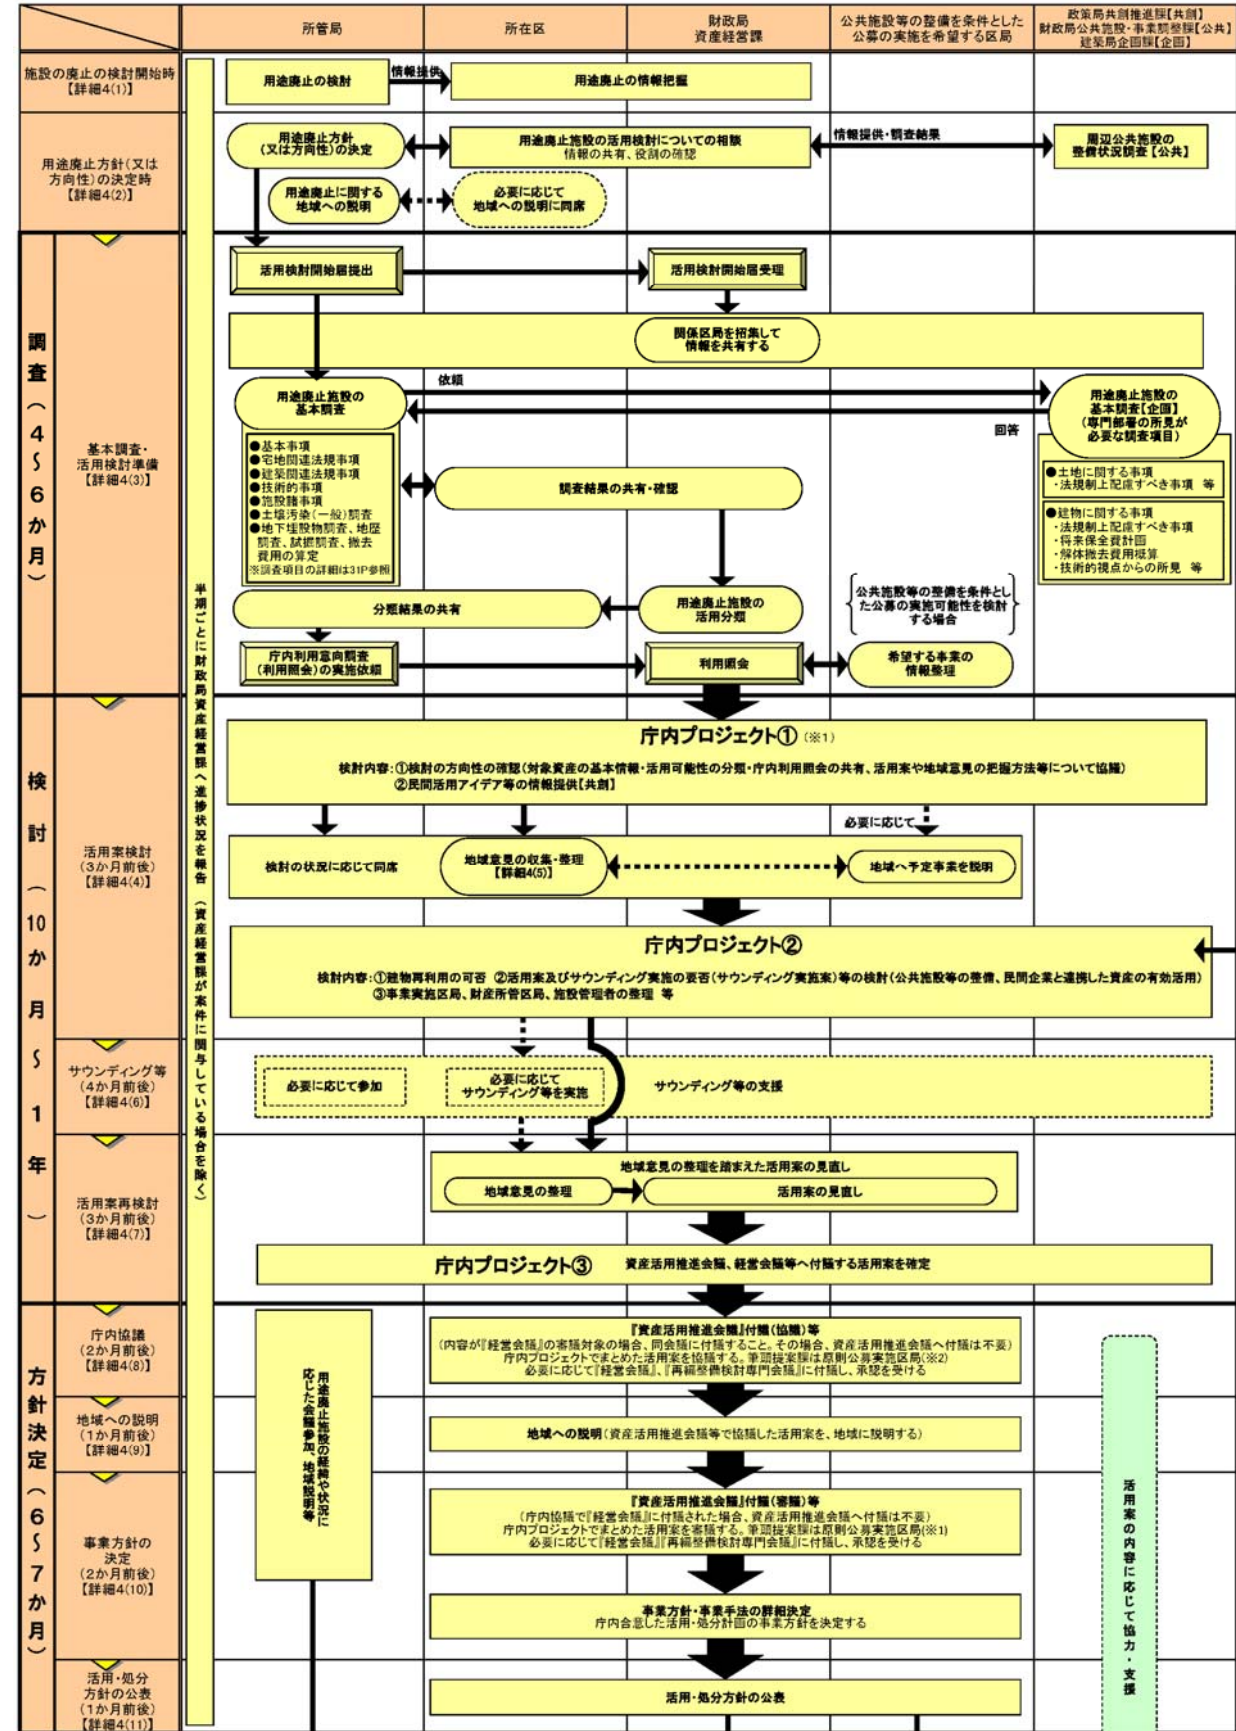 所管局
所在区
財政局
資産経営課
公共施設等の整備を条件とした
公募の実施を希望する区局
政策局共創推進課【共創】
財政局公共施設・事業調整課【公共】
建築局企画課【企画】
施設の廃止の検討開始時
【詳細4(1)】
用途廃止の検討
情報提供
用途廃止の情報把握
用途廃止方針(又は
方向性)の決定時
【詳細4(2)】
用途廃止方針
(又は方向性)の決定
用途廃止施設の活用検討についての相談
情報の共有、役割の確認
情報提供・調査結果
周辺公共施設の
整備状況調査【公共】
用途廃止に関する
地域への説明
必要に応じて
地域への説明に同席
調査(4~6か月)
基本調査・
活用検討準備
【詳細4(3)】
活用検討開始届提出
活用検討開始届受理
関係区局を招集して
情報を共有する
用途廃止施設の
基本調査
依頼
回答
用途廃止施設の
基本調査【企画】
(専門部署の所見が
必要な調査項目)
●基本事項
●宅地関連法規事項
●建築関連法規事項
●技術的事項
●施設諸事項
●土壌汚染(一般)調査
●地下埋設物調査、地歴
調査、試掘調査、撤去
費用の算定
※調査項目の詳細は31P参照
調査結果の共有・確認
●土地に関する事項
・法規制上配慮すべき事項 等
●建物に関する事項
・法規制上配慮すべき事項
・将来保全費計画
・解体撤去費用概算
・技術的視点からの所見 等
分類結果の共有
用途廃止施設の
活用分類
公共施設等の整備を条件とし
た公募の実施可能性を検討
する場合
庁内利用意向調査
(利用照会)の実施依頼
利用照会
希望する事業の
情報整理
半期ごとに財政局資産経営課へ進捗状況を報告 (資産経営課が案件に関与している場合を除く)
検討(10か月~1年)
活用案検討
(3か月前後)
【詳細4(4)】
庁内プロジェクト①(※1)
検討内容:①検討の方向性の確認(対象資産の基本情報・活用可能性の分類・庁内利用照会の共有、活用案や地域意見の把握方法等について協議)
②民間活用アイデア等の情報提供【共創】
必要に応じて
検討の状況に応じて同席
地域意見の収集・整理
【詳細4(5)】
地域へ予定事業を説明
庁内プロジェクト②
検討内容:①建物再利用の可否 ②活用案及びサウンディング実施の要否(サウンディング実施案)等の検討(公共施設等の整備、民間企業と連携した資産の有効活用)
③事業実施区局、財産所管区局、施設管理者の整理 等
サウンディング等
(4か月前後)
【詳細4(6)】
必要に応じて参加
必要に応じて
サウンディング等を実施
サウンディング等の支援
活用案再検討
(3か月前後)
【詳細4(7)】
地域意見の整理を踏まえた活用案の見直し
地域意見の整理
活用案の見直し
庁内プロジェクト③ 資産活用推進会議、経営会議等へ付議する活用案を確定
方針決定(6~7か月)
庁内協議
(2か月前後)
【詳細4(8)】
用途廃止施設の経緯や状況に
応じた会議参加、地域説明等
『資産活用推進会議』付議(協議)等
(内容が『経営会議』の審議対象の場合、同会議に付議すること。その場合、資産活用推進会議へ付議は不要)
庁内プロジェクトでまとめた活用案を協議する。筆頭提案課は原則公募実施区局(※2)
必要に応じて『経営会議』、『再編整備検討専門会議』に付議し、承認を受ける
地域への説明
(1か月前後)
【詳細4(9)】
地域への説明(資産活用推進会議等で協議した活用案を、地域に説明する)
事業方針の
決定
(2か月前後)
【詳細4(10)】
『資産活用推進会議』付議(審議)等
(庁内協議で『経営会議』に付議された場合、資産活用推進会議へ付議は不要)
庁内プロジェクトでまとめた活用案を審議する。筆頭提案課は原則公募実施区局(※1)
必要に応じて『経営会議』『再編整備検討専門会議』に付議し、承認を受ける
事業方針・事業手法の詳細決定
庁内合意した活用・処分計画の事業方針を決定する
活用・処分
方針の公表
(1か月前後)
【詳細4(11)】
活用・処分方針の公表
活用案の内容に応じて協力・支援